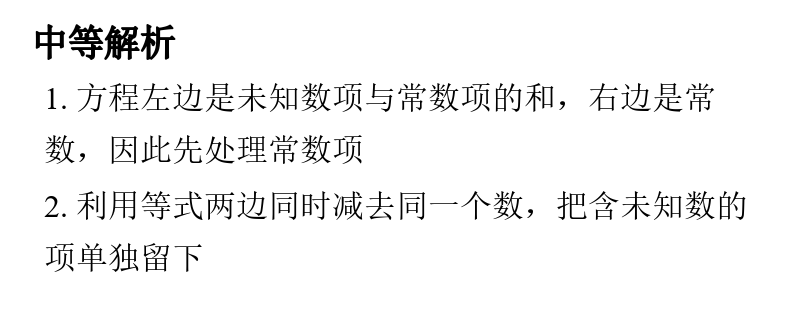 中等解析
1. 方程左边是未知数项与常数项的和，右边是常
数，因此先处理常数项
2. 利用等式两边同时减去同一个数，把含未知数的
项单独留下